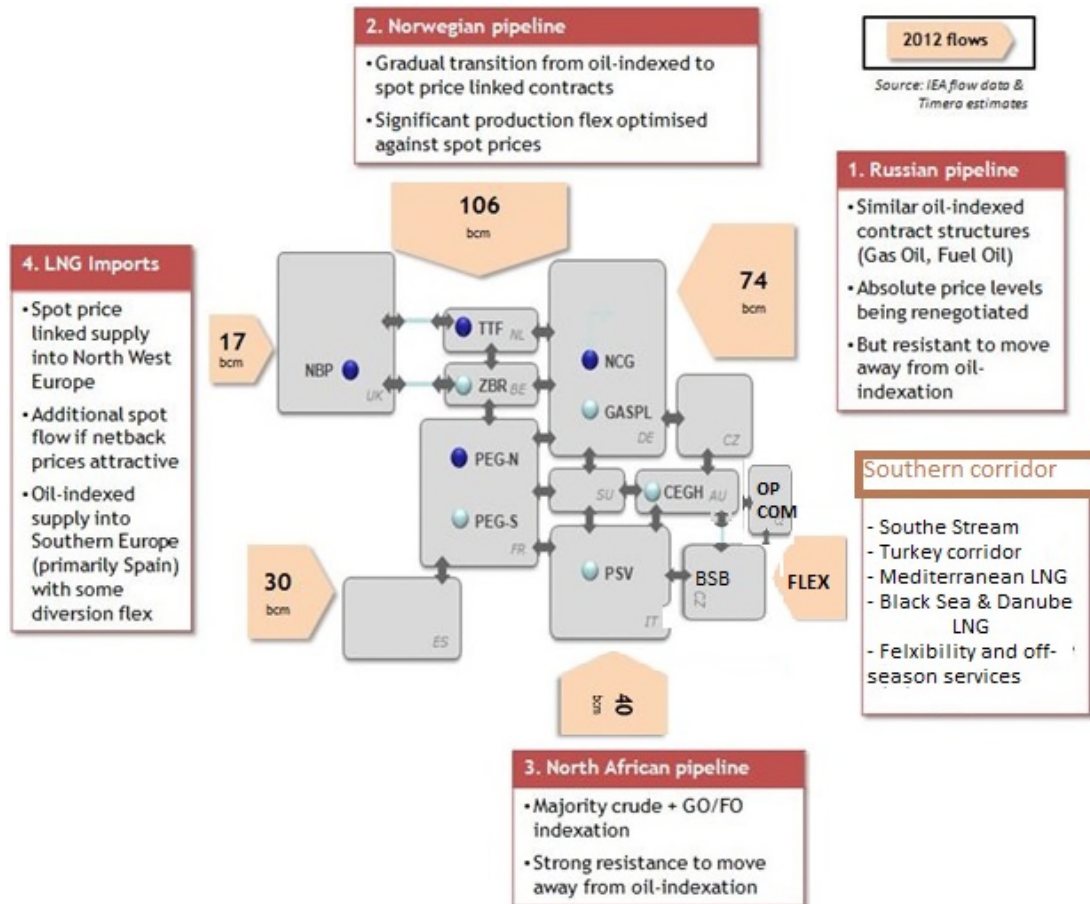 2. Norwegian pipeline
• Gradual transition from oil-indexed to
spot price linked contracts
• Significant production flex optimised
against spot prices
2012 flows
Source: IEA flow data &
Timera estimates
1. Russian pipeline
• Similar oil-indexed
contract structures
(Gas Oil, Fuel Oil)
• Absolute price levels
being renegotiated
• But resistant to move
away from oil-
indexation
4. LNG Imports
• Spot price
linked supply
into North West
Europe
• Additional spot
flow if netback
prices attractive
• Oil-indexed
supply into
Southern Europe
(primarily Spain)
with some
diversion flex
106
bcm
74
bcm
17
bcm
NBP
UK
TTF
NL
ZBR
BE
NCG
GASPL
DE
CZ
PEG-N
PEG-S
FR
SU
CEGH
AU
OP
COM
PSV
IT
BSB
CZ
FLEX
30
bcm
ES
40
bcm
Southern corridor
- Southe Stream
- Turkey corridor
- Mediterranean LNG
- Black Sea & Danube
LNG
- Felxibility and off-
season services
3. North African pipeline
• Majority crude + GO/FO
indexation
• Strong resistance to move
away from oil-indexation